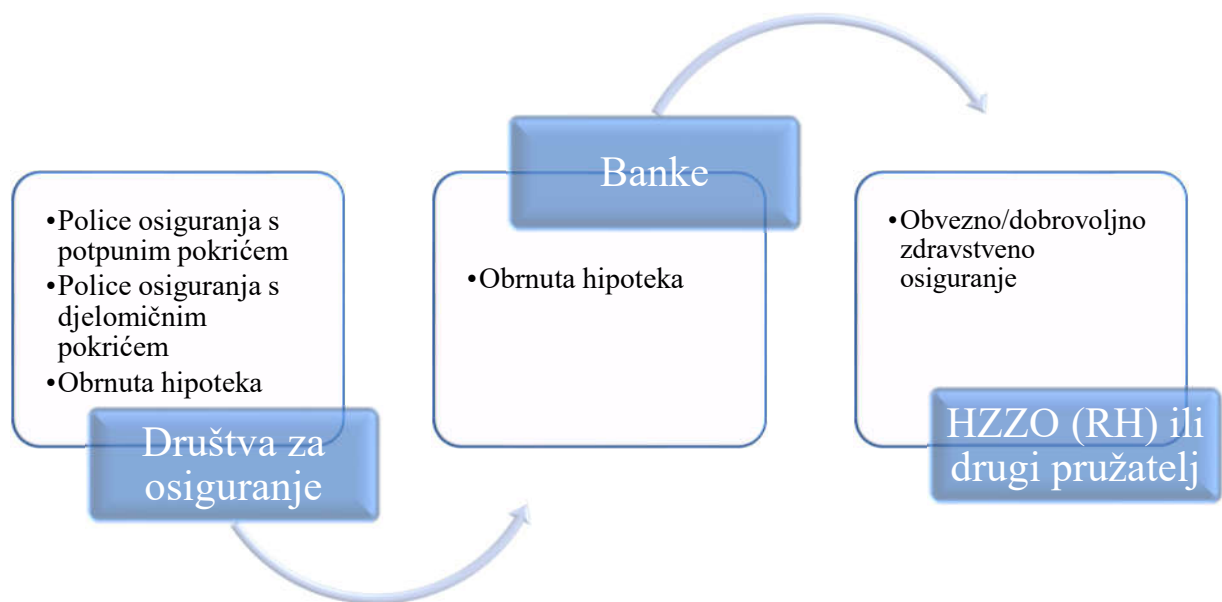 •Police osiguranja s
potpunim pokrićem
•Police osiguranja s
djelomičnim
pokrićem
•Obrnuta hipoteka
Društva za
osiguranje
Banke
•Obrnuta hipoteka
•Obvezno/dobrovoljno
zdravstveno
osiguranje
HZZO (RH) ili
drugi pružatelj